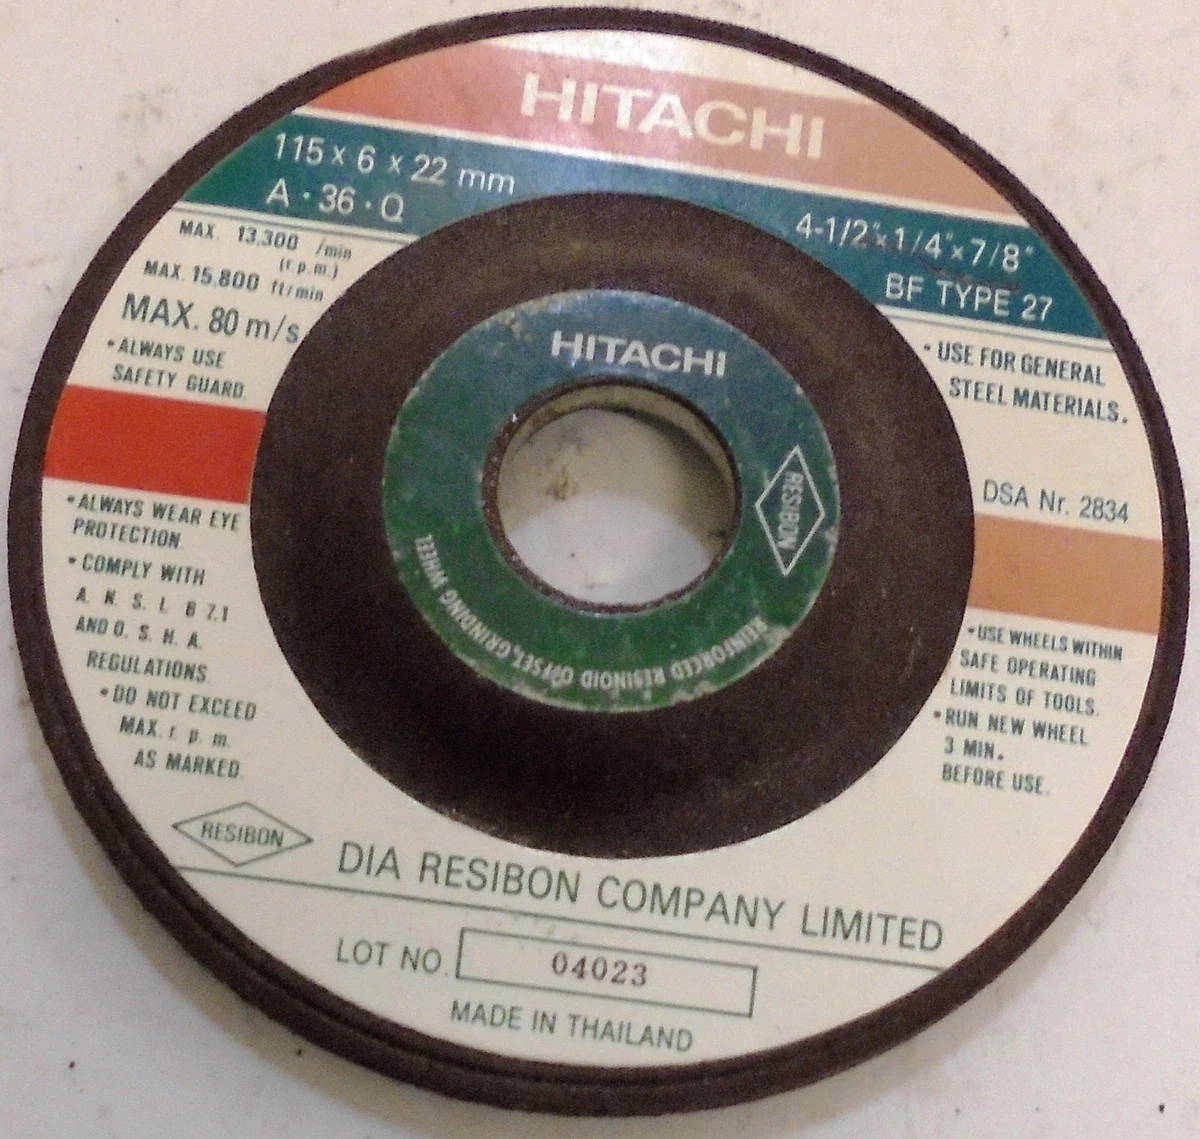 HITACHI
115 x 6 x 22 mm
A · 36 · Q
4-1/2"x1/4"x7/8"
BF TYPE 27
MAX. 13,300 /min
(r.p.m.)
MAX. 15,800 ft/min
MAX. 80 m/s
• ALWAYS USE
SAFETY GUARD.
• ALWAYS WEAR EYE
PROTECTION.
• COMPLY WITH
A. N. S. I. B 7.1
AND O. S. H. A.
REGULATIONS.
• DO NOT EXCEED
MAX. r. p. m.
AS MARKED.
HITACHI
RESIBON
REINFORCED RESINOID OFFSET, GRINDING WHEEL
• USE FOR GENERAL
STEEL MATERIALS.
DSA Nr. 2834
• USE WHEELS WITHIN
SAFE OPERATING
LIMITS OF TOOLS.
• RUN NEW WHEEL
3 MIN.
BEFORE USE.
RESIBON
DIA RESIBON COMPANY LIMITED
LOT NO. 04023
MADE IN THAILAND